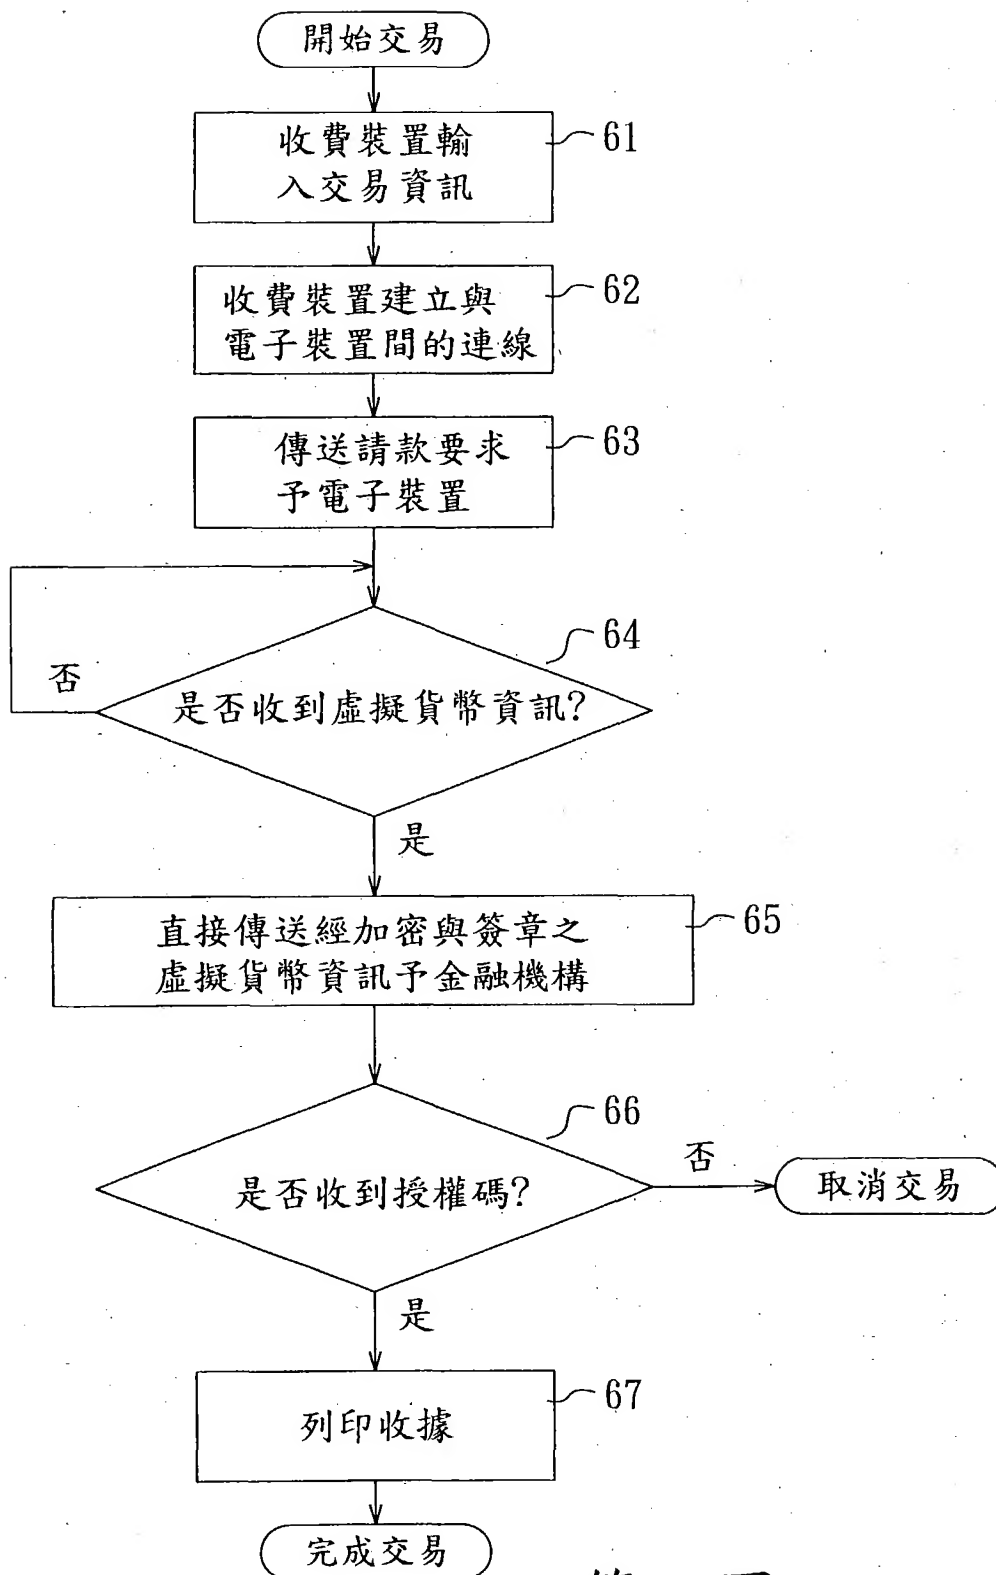 開始交易
收費裝置輸
入交易資訊
61
收費裝置建立與
電子裝置間的連線
62
傳送請款要求
予電子裝置
63
64
否
是否收到虛擬貨幣資訊?
是
直接傳送經加密與簽章之
虛擬貨幣資訊予金融機構
65
66
是否收到授權碼?
否
取消交易
是
列印收據
67
完成交易